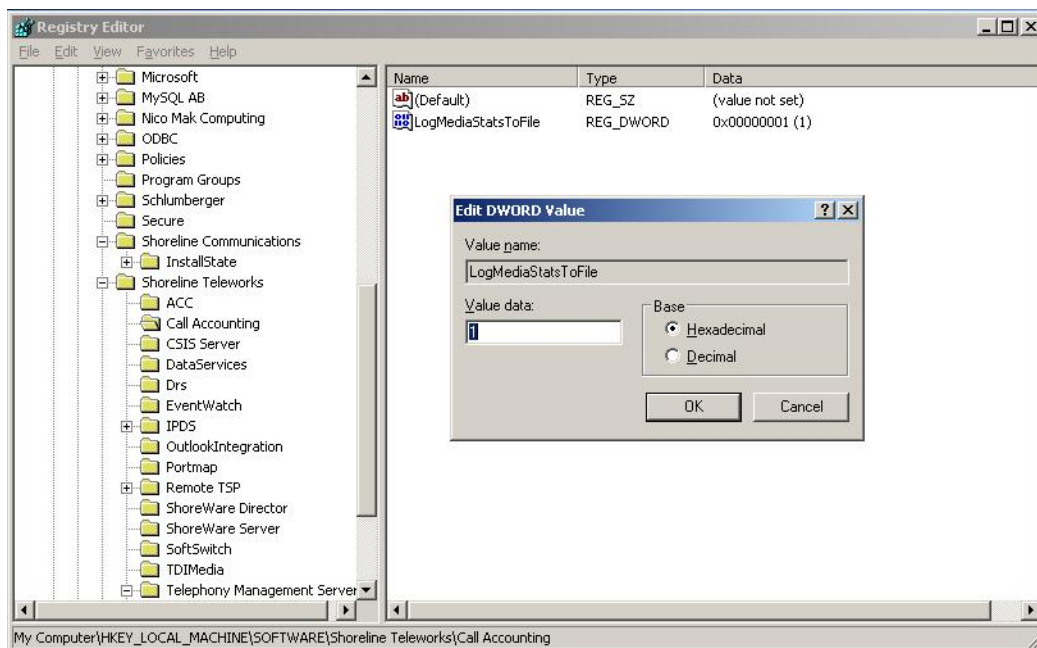 Registry Editor
File Edit View Favorites Help
Microsoft
MySQL AB
Nico Mak Computing
ODBC
Policies
Program Groups
Schlumberger
Secure
Shoreline Communications
InstallState
Shoreline Teleworks
ACC
Call Accounting
CSIS Server
DataServices
Drs
EventWatch
IPDS
OutlookIntegration
Portmap
Remote TSP
ShoreWare Director
ShoreWare Server
SoftSwitch
TDIMedia
Telephony Management Server
Name Type Data
(Default) REG_SZ (value not set)
LogMediaStatsToFile REG_DWORD 0x00000001 (1)
Edit DWORD Value
Value name:
LogMediaStatsToFile
Value data:
1
Base
Hexadecimal
Decimal
OK Cancel
My Computer\HKEY_LOCAL_MACHINE\SOFTWARE\Shoreline Teleworks\Call Accounting